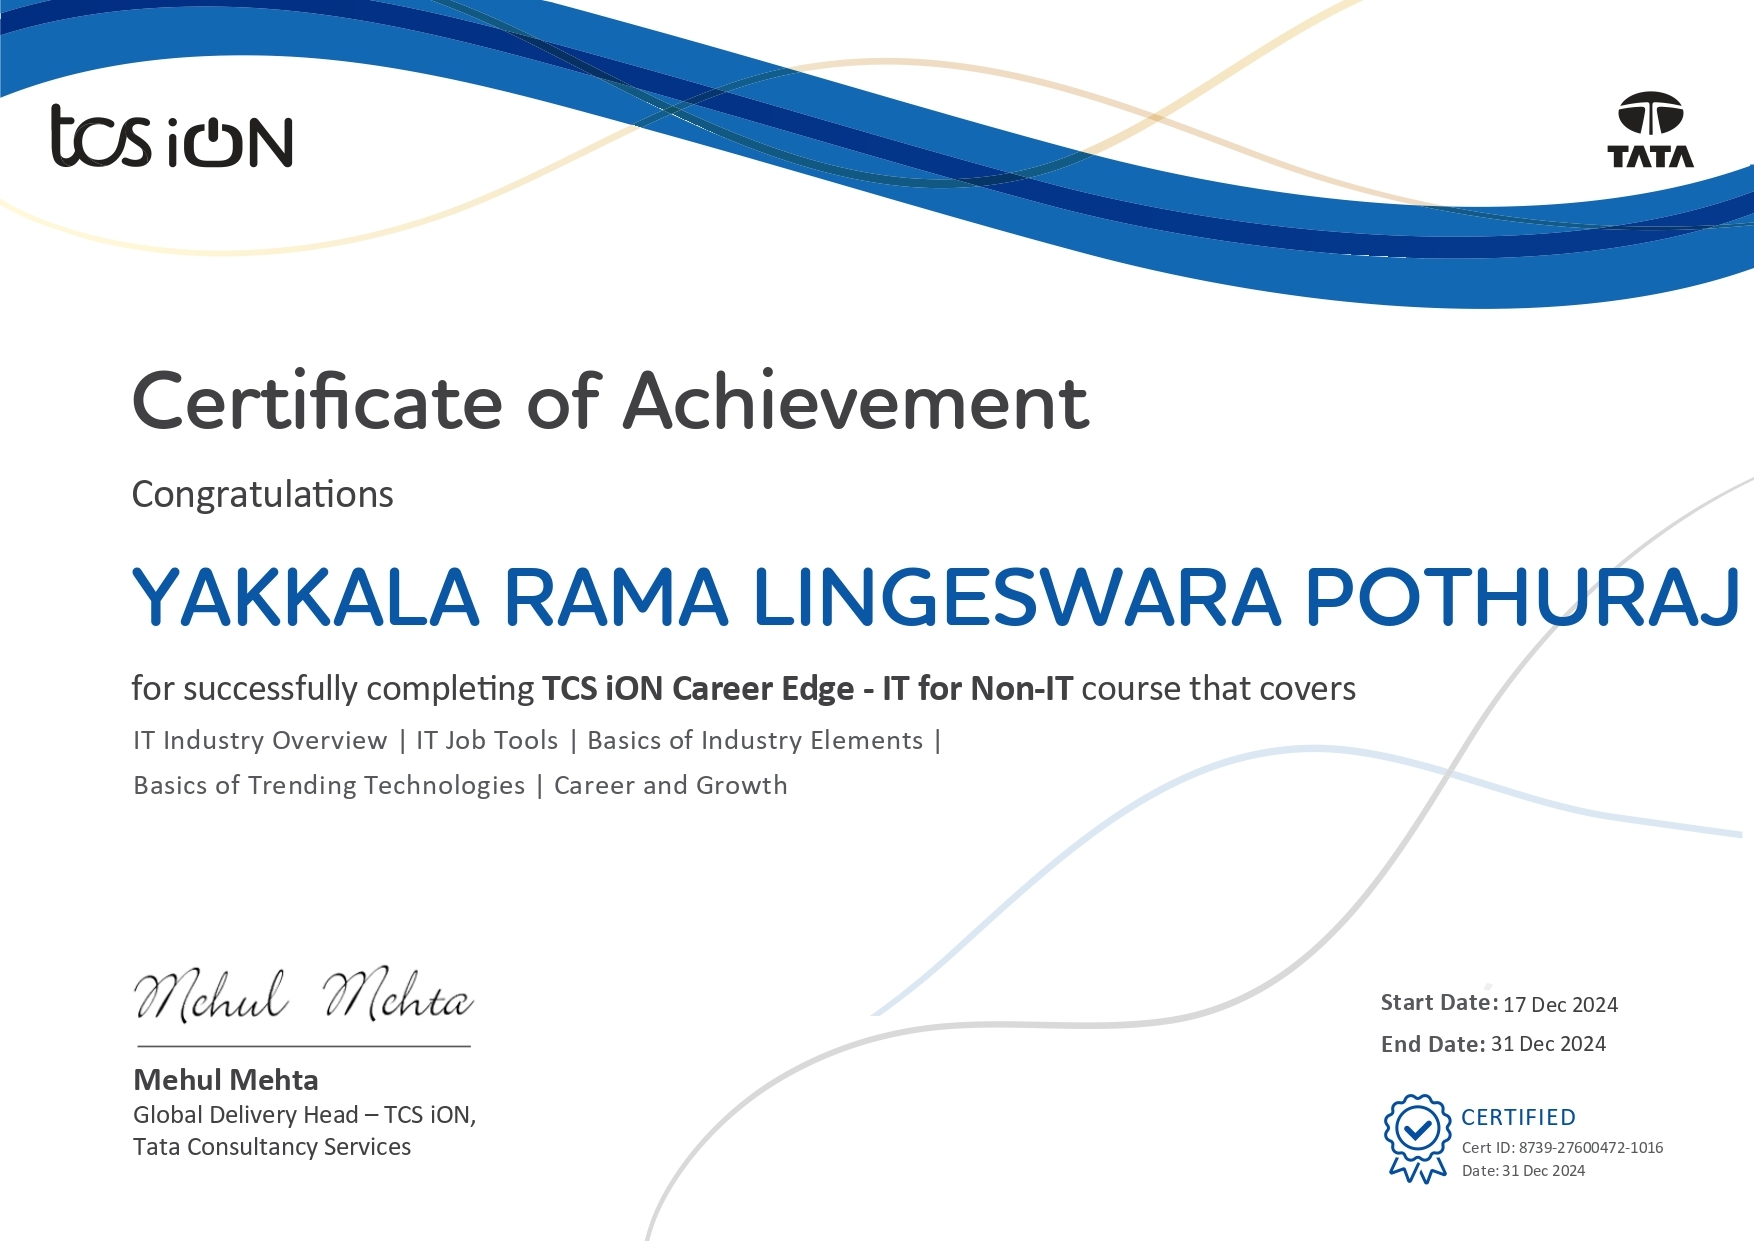 tcs iON
TATA
Certificate of Achievement
Congratulations
YAKKALA RAMA LINGESWARA POTHURAJ
for successfully completing TCS iON Career Edge - IT for Non-IT course that covers
IT Industry Overview | IT Job Tools | Basics of Industry Elements |
Basics of Trending Technologies | Career and Growth
Mehul Mehta
Mehul Mehta
Global Delivery Head – TCS iON,
Tata Consultancy Services
Start Date: 17 Dec 2024
End Date: 31 Dec 2024
CERTIFIED
Cert ID: 8739-27600472-1016
Date: 31 Dec 2024